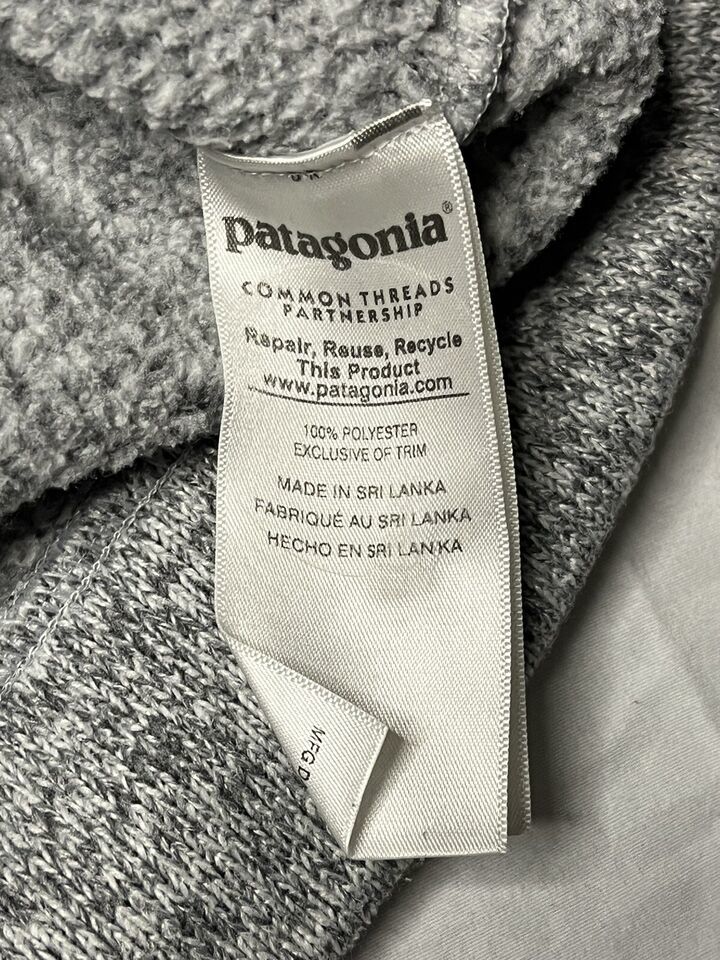 patagonia®
COMMON THREADS
PARTNERSHIP
Repair, Reuse, Recycle
This Product
www.patagonia.com
100% POLYESTER
EXCLUSIVE OF TRIM
MADE IN SRI LANKA
FABRIQUÉ AU SRI LANKA
HECHO EN SRI LANKA
MFG D